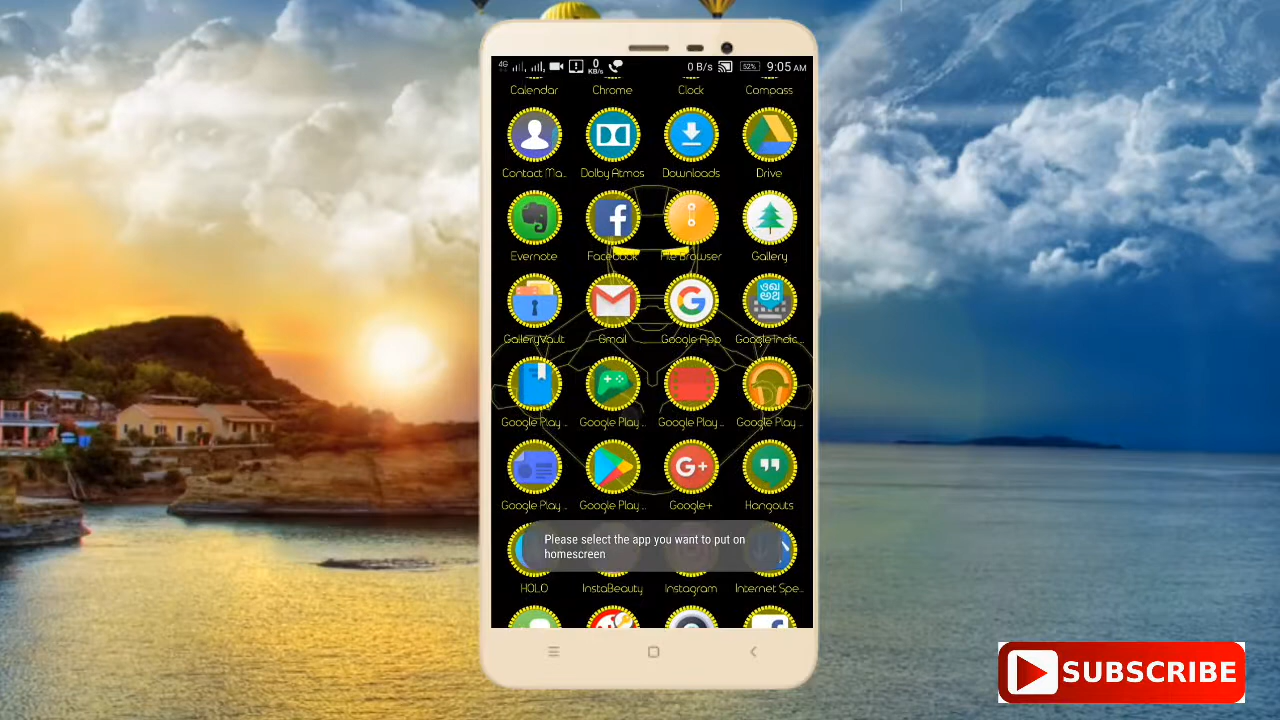 4G 0 KB/s 0 B/s 52% 9:05 AM
Calendar Chrome Clock Compass
Contact Ma... Dolby Atmos Downloads Drive
Evernote Facebook File Browser Gallery
GalleryVault Gmail Google App Google Indic ...
Google Play ... Google Play ... Google Play ... Google Play ...
Google Play ... Google Play ... Google+ Hangouts
Please select the app you want to put on
homescreen
HOLO InstaBeauty Instagram Internet Spe...
SUBSCRIBE